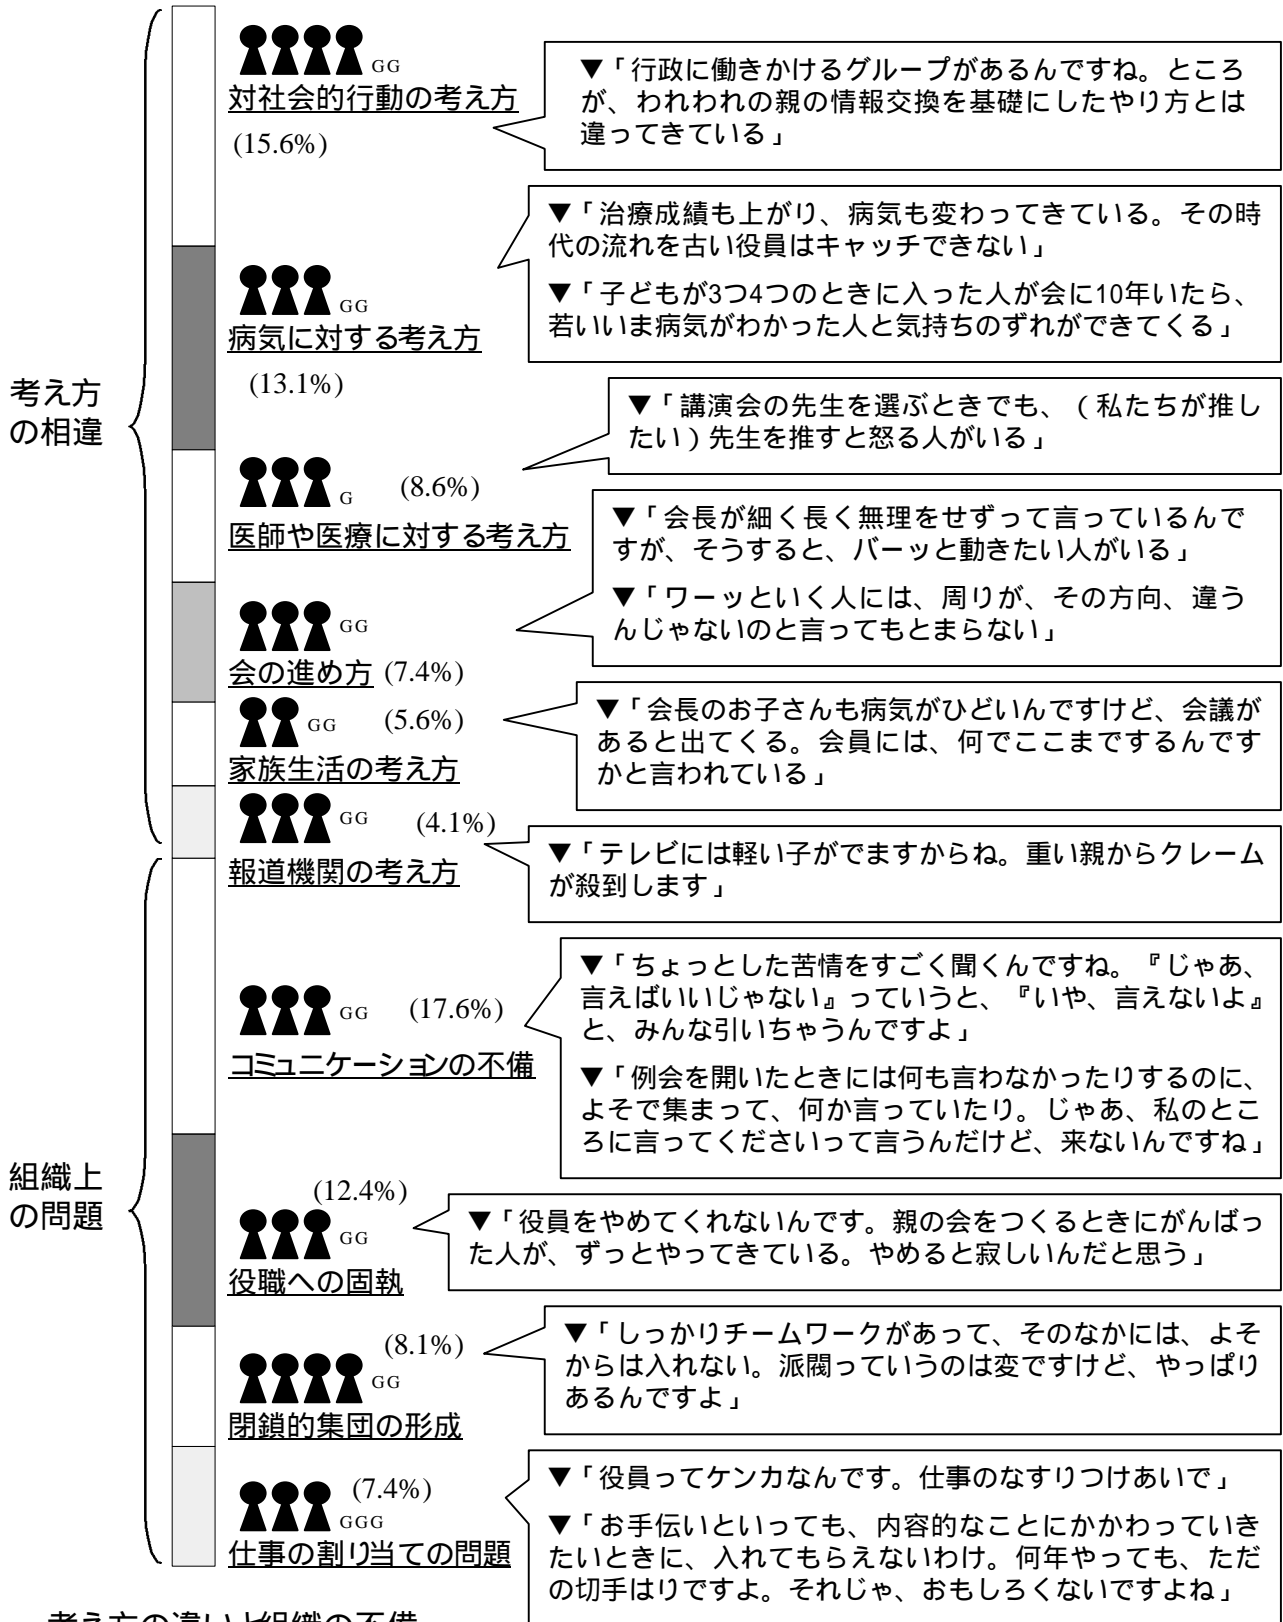 考え方
の相違
GG
対社会的行動の考え方
(15.6%)
▼「行政に働きかけるグループがあるんですね。ところ
が、われわれの親の情報交換を基礎にしたやり方とは
違ってきている」
GG
病気に対する考え方
(13.1%)
▼「治療成績も上がり、病気も変わってきている。その時
代の流れを古い役員はキャッチできない」
▼「子どもが3つ4つのときに入った人が会に10年いたら、
若いいま病気がわかった人と気持ちのずれができてくる」
G
(8.6%)
医師や医療に対する考え方
▼「講演会の先生を選ぶときでも、(私たちが推し
たい)先生を推すと怒る人がいる」
GG
会の進め方 (7.4%)
▼「会長が細く長く無理をせずって言っているんで
すが、そうすると、バーッと動きたい人がいる」
▼「ワーッといく人には、周りが、その方向、違う
んじゃないのと言ってもとまらない」
GG
(5.6%)
家族生活の考え方
▼「会長のお子さんも病気がひどいんですけど、会議が
あると出てくる。会員には、何でここまでするんです
かと言われている」
GG
(4.1%)
報道機関の考え方
▼「テレビには軽い子がでますからね。重い親からクレーム
が殺到します」
組織上
の問題
GG
(17.6%)
コミュニケーションの不備
▼「ちょっとした苦情をすごく聞くんですね。『じゃあ、
言えばいいじゃない』っていうと、『いや、言えないよ』
と、みんな引いちゃうんですよ」
▼「例会を開いたときには何も言わなかったりするのに、
よそで集まって、何か言っていたり。じゃあ、私のとこ
ろに言ってくださいって言うんだけど、来ないんですね」
(12.4%)
GG
役職への固執
▼「役員をやめてくれないんです。親の会をつくるときにがんばっ
た人が、ずっとやってきている。やめると寂しいんだと思う」
(8.1%)
GG
閉鎖的集団の形成
▼「しっかりチームワークがあって、そのなかには、よそ
からは入れない。派閥っていうのは変ですけど、やっぱり
あるんですよ」
(7.4%)
GGG
仕事の割り当ての問題
▼「役員ってケンカなんです。仕事のなすりつけあいで」
▼「お手伝いといっても、内容的なことにかかわっていき
たいときに、入れてもらえないわけ。何年やっても、ただ
の切手はりですよ。それじゃ、おもしろくないですよね」
考え方の違いと組織の不備